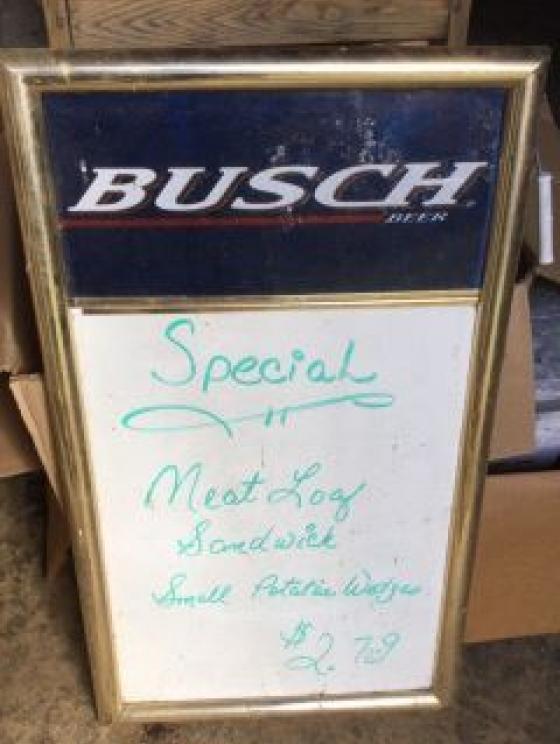 BUSCH
BEER
Special
Meat Loaf
Sandwich
Small Potatoe Wedges
$2.79